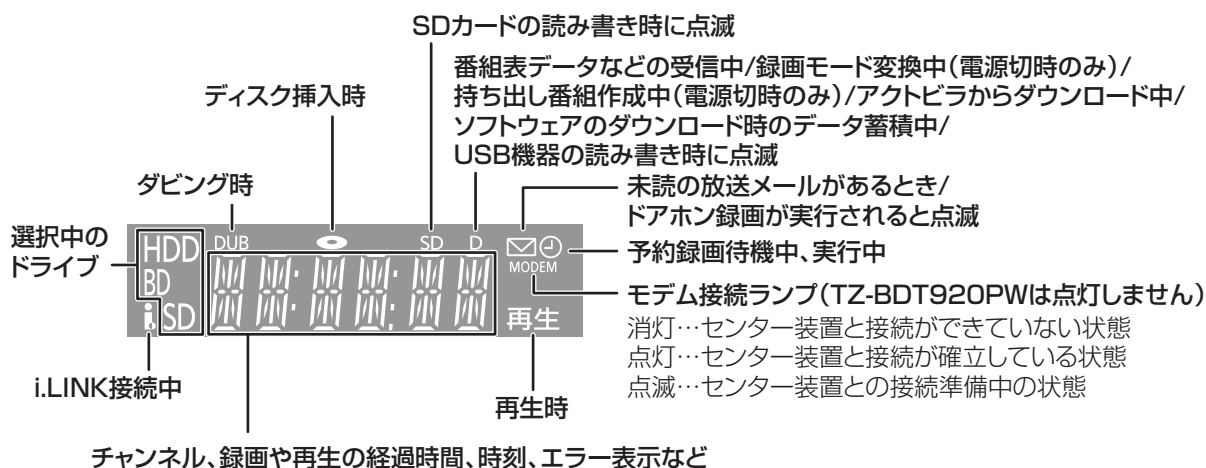 SDカードの読み書き時に点滅
番組表データなどの受信中/録画モード変換中(電源切時のみ)/
持ち出し番組作成中(電源切時のみ)/アクトビラからダウンロード中/
ソフトウェアのダウンロード時のデータ蓄積中/
USB機器の読み書き時に点滅
ディスク挿入時
ダビング時
未読の放送メールがあるとき/
ドアホン録画が実行されると点滅
選択中の
ドライブ
HDD
DUB
SD
D
予約録画待機中、実行中
BD
MODEM
モデム接続ランプ(TZ-BDT920PWは点灯しません)
i
SD
再生
消灯…センター装置と接続ができていない状態
点灯…センター装置と接続が確立している状態
点滅…センター装置との接続準備中の状態
i.LINK接続中
再生時
チャンネル、録画や再生の経過時間、時刻、エラー表示など